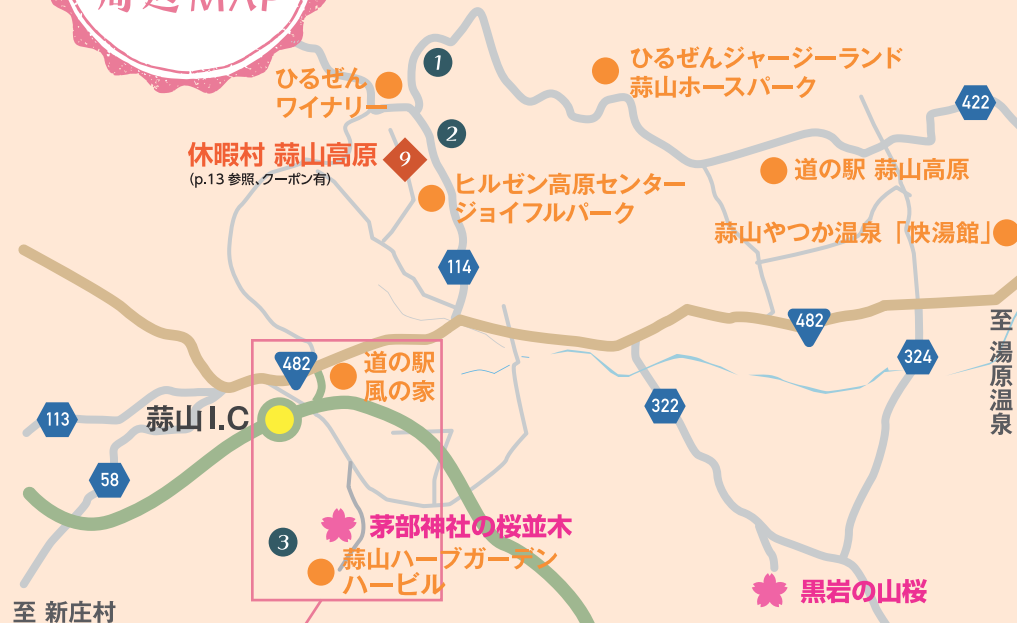 周辺MAP
1
ひるぜんジャージーランド
蒜山ホースパーク
ひるぜん
ワイナリー
422
2
休暇村 蒜山高原
9
(p.13 参照、クーポン有)
道の駅 蒜山高原
ヒルゼン高原センター
ジョイフルパーク
蒜山やつか温泉「快湯館」
114
482
至 湯原温泉
324
482
道の駅
風の家
322
113
蒜山I.C
58
茅部神社の桜並木
3
蒜山ハーブガーデン
ハービル
黒岩の山桜
至 新庄村